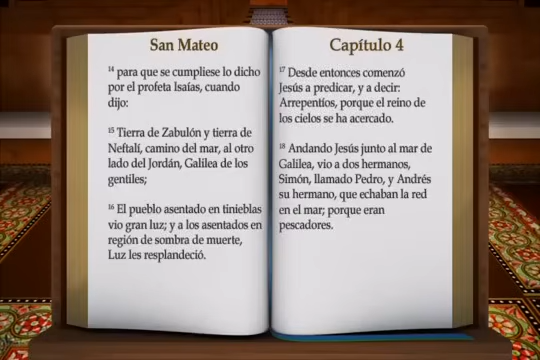 San Mateo
14 para que se cumpliese lo dicho
por el profeta Isaías, cuando
dijo:
15 Tierra de Zabulón y tierra de
Neftalí, camino del mar, al otro
lado del Jordán, Galilea de los
gentiles;
16 El pueblo asentado en tinieblas
vio gran luz; y a los asentados en
región de sombra de muerte,
Luz les resplandeció.
Capítulo 4
17 Desde entonces comenzó
Jesús a predicar, y a decir:
Arrepentíos, porque el reino de
los cielos se ha acercado.
18 Andando Jesús junto al mar de
Galilea, vio a dos hermanos,
Simón, llamado Pedro, y Andrés
su hermano, que echaban la red
en el mar; porque eran
pescadores.